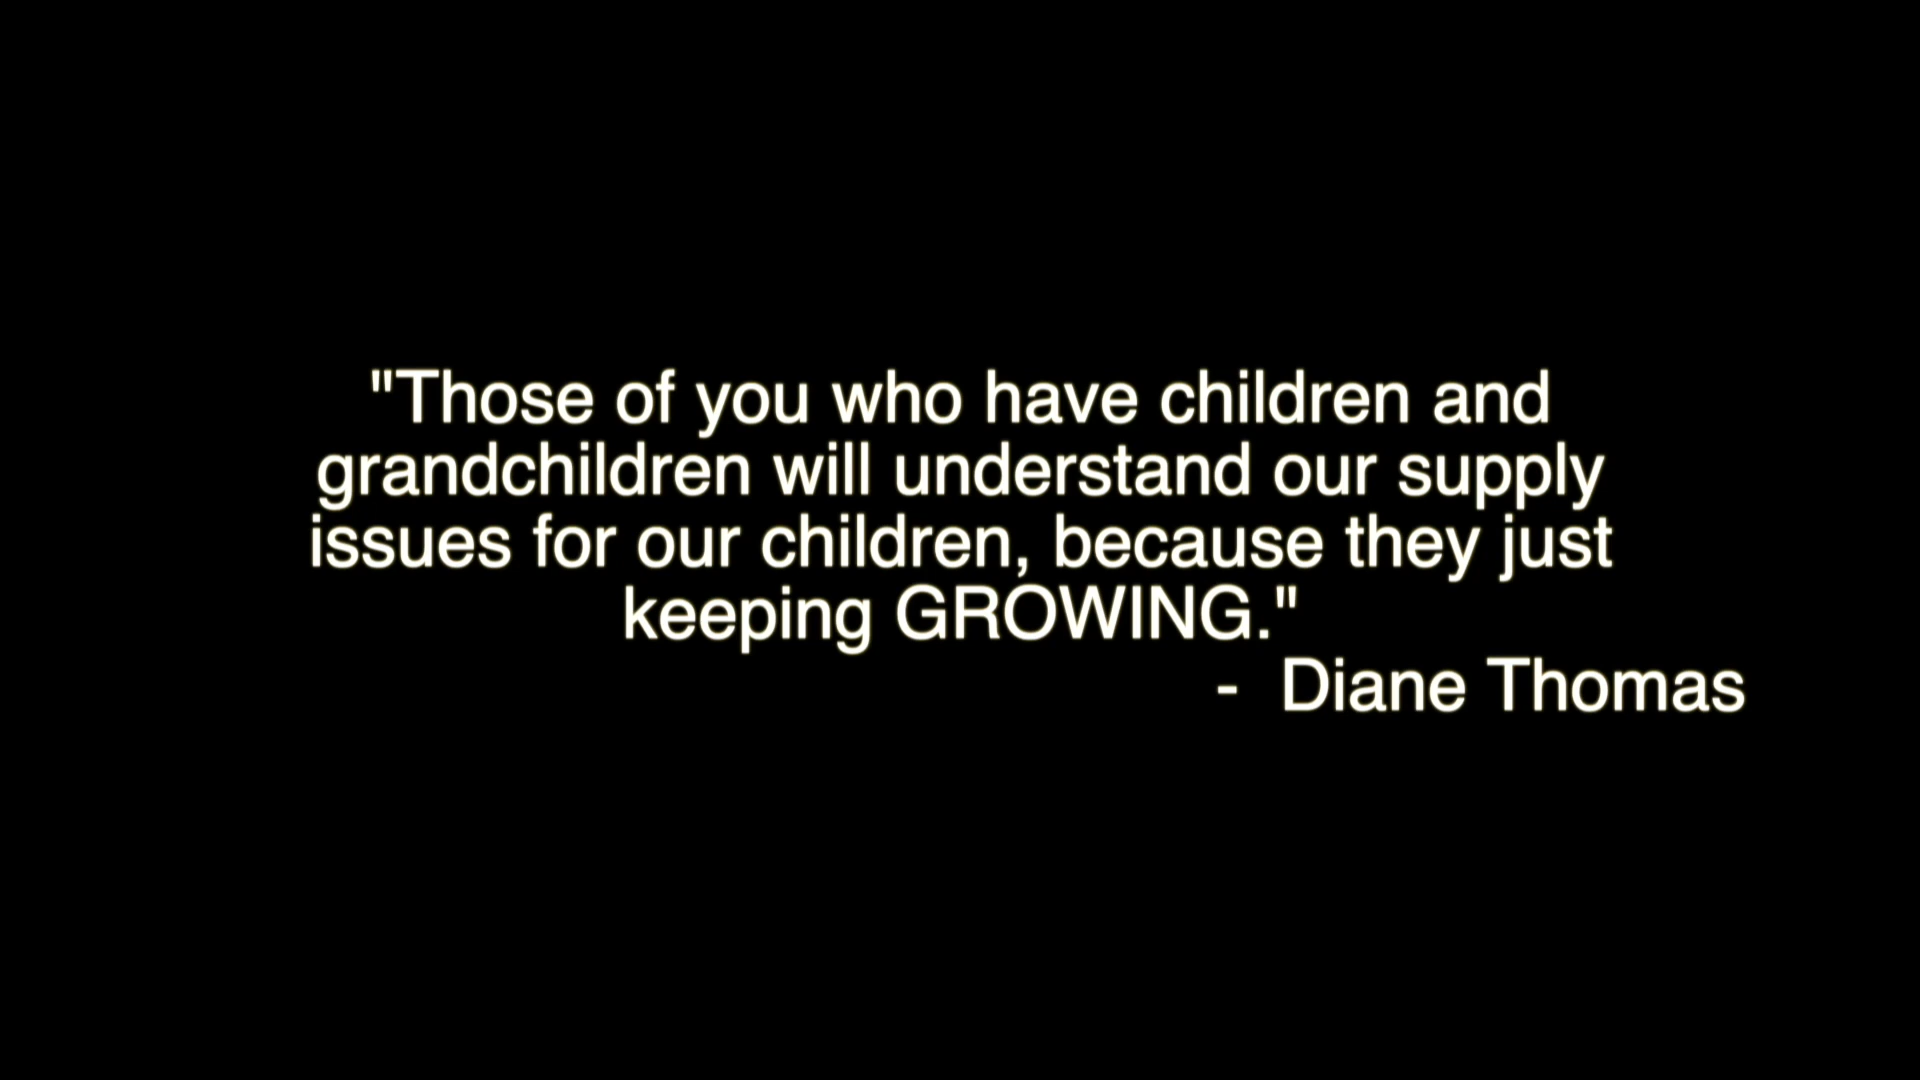 "Those of you who have children and
grandchildren will understand our supply
issues for our children, because they just
keeping GROWING."
- Diane Thomas